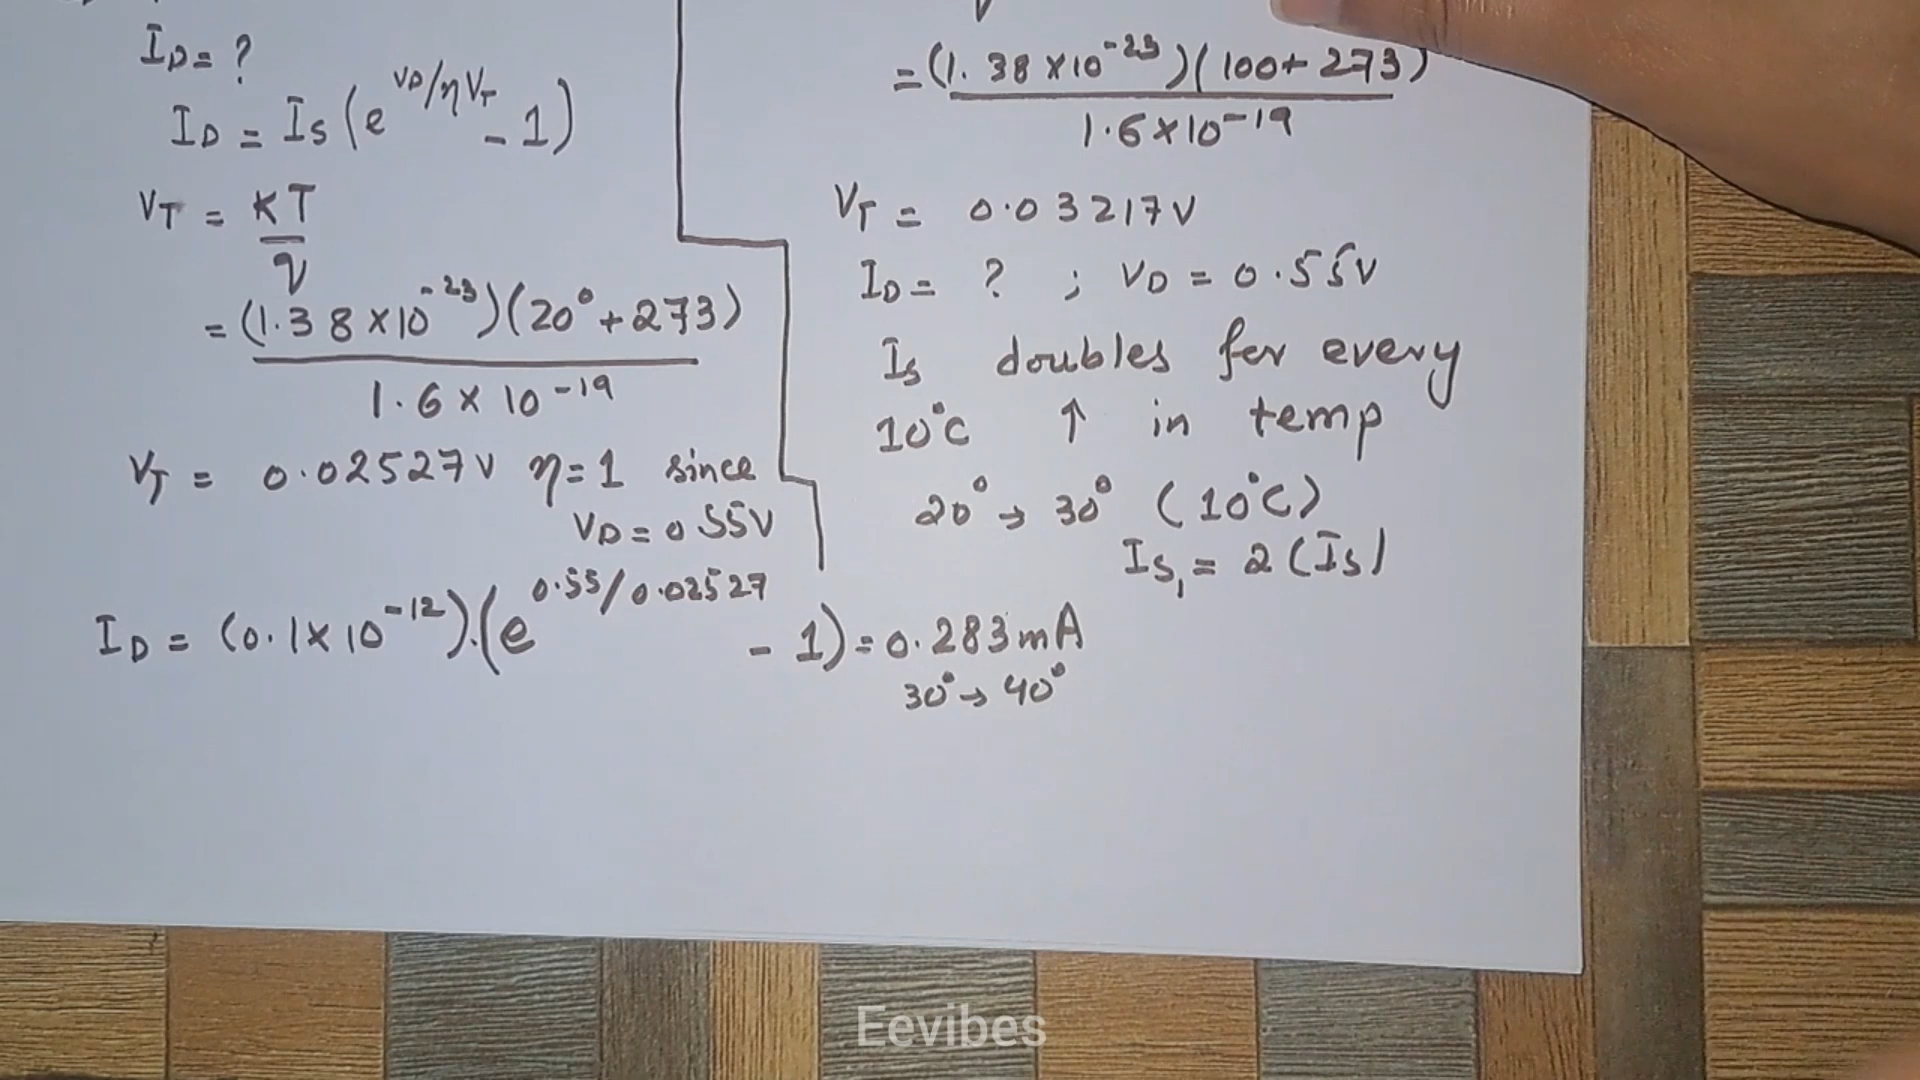 I_D = ?
I_D = I_S (e^{V_D/ηV_T} - 1)
V_T = KT/q
= (1.38 × 10^{-23})(20° + 273)
1.6 × 10^{-19}
V_T = 0.02527V η = 1 since
V_D = 0.55V
I_D = (0.1 × 10^{-12}).(e^{0.55/0.02527} - 1) = 0.283mA
= (1.38 × 10^{-23})(100 + 273)
1.6 × 10^{-19}
V_T = 0.03217V
I_D = ? ; V_D = 0.55V
I_S doubles for every
10°C ↑ in temp
20° → 30° (10°C)
I_{S1} = 2(I_S)
30° → 40°
Eevibes